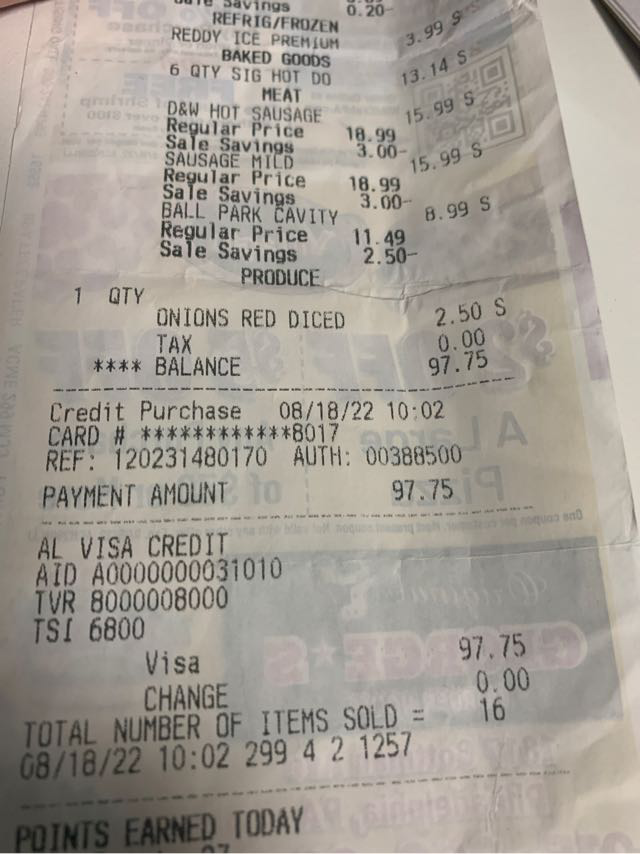 Sale Savings 0.20-
REFRIG/FROZEN
REDDY ICE PREMIUM 3.99 S
BAKED GOODS
6 QTY SIG HOT DO 13.14 S
MEAT
D&W HOT SAUSAGE 15.99 S
Regular Price 18.99
Sale Savings 3.00-
SAUSAGE MILD 15.99 S
Regular Price 18.99
Sale Savings 3.00-
BALL PARK CAVITY 8.99 S
Regular Price 11.49
Sale Savings 2.50-
PRODUCE
1 QTY
ONIONS RED DICED 2.50 S
TAX 0.00
**** BALANCE 97.75
Credit Purchase 08/18/22 10:02
CARD # ************8017
REF: 120231480170 AUTH: 00388500
PAYMENT AMOUNT 97.75
AL VISA CREDIT
AID A0000000031010
TVR 8000008000
TSI 6800
Visa 97.75
CHANGE 0.00
TOTAL NUMBER OF ITEMS SOLD = 16
08/18/22 10:02 299 4 2 1257
POINTS EARNED TODAY